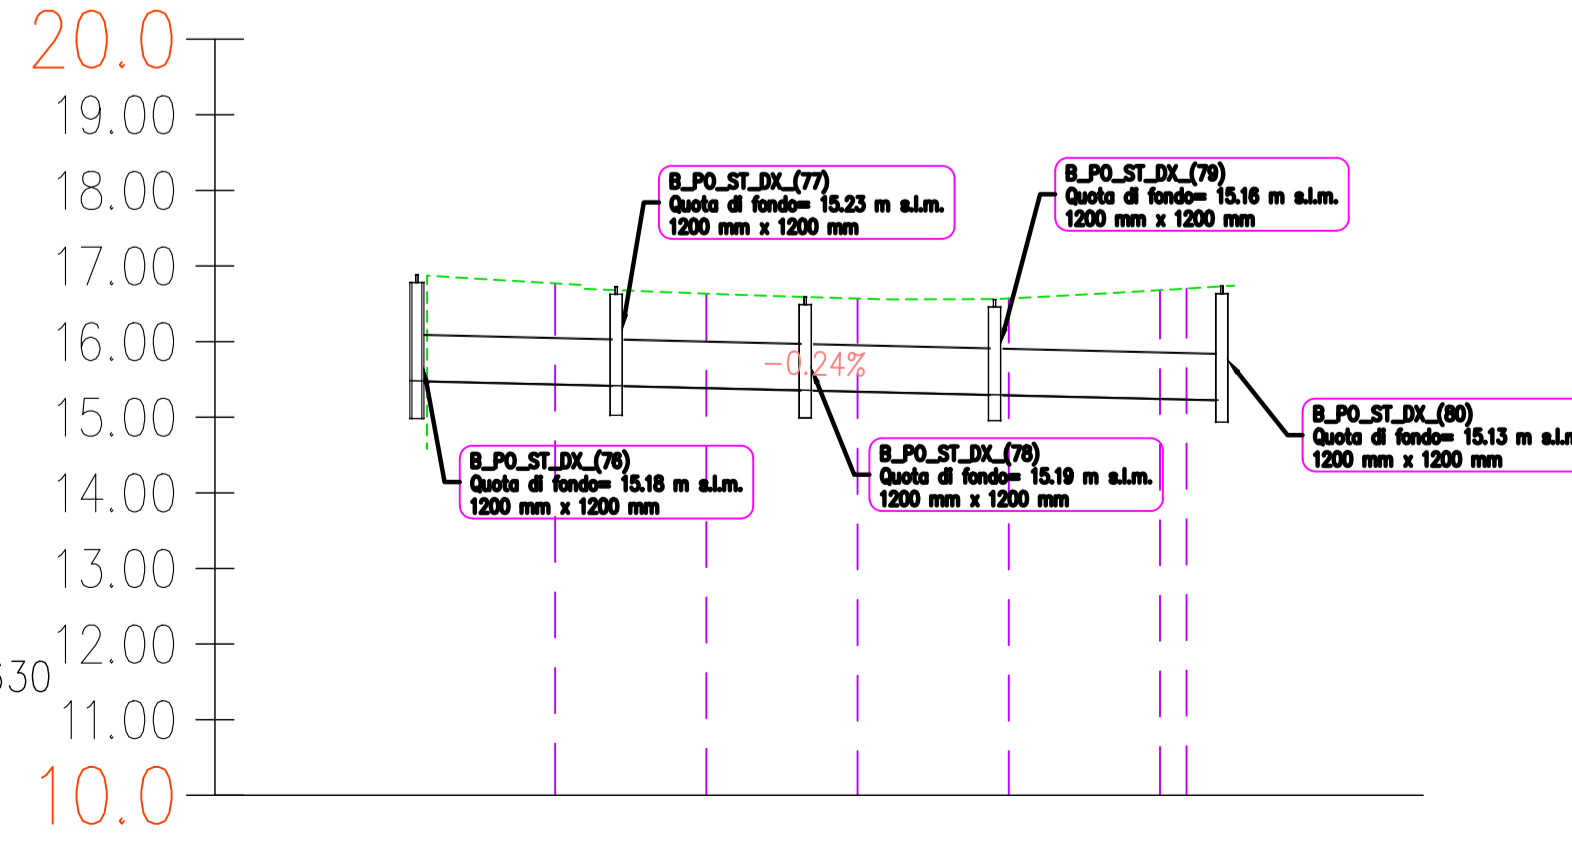 20.0
19.00
18.00
17.00
16.00
15.00
14.00
13.00
12.00
11.00
10.0
B_PO_ST_DX_(77)
Quota di fondo= 15.23 m s.l.m.
1200 mm x 1200 mm
B_PO_ST_DX_(79)
Quota di fondo= 15.16 m s.l.m.
1200 mm x 1200 mm
-0.24%
B_PO_ST_DX_(76)
Quota di fondo= 15.18 m s.l.m.
1200 mm x 1200 mm
B_PO_ST_DX_(78)
Quota di fondo= 15.19 m s.l.m.
1200 mm x 1200 mm
B_PO_ST_DX_(80)
Quota di fondo= 15.13 m s.l.m
1200 mm x 1200 mm